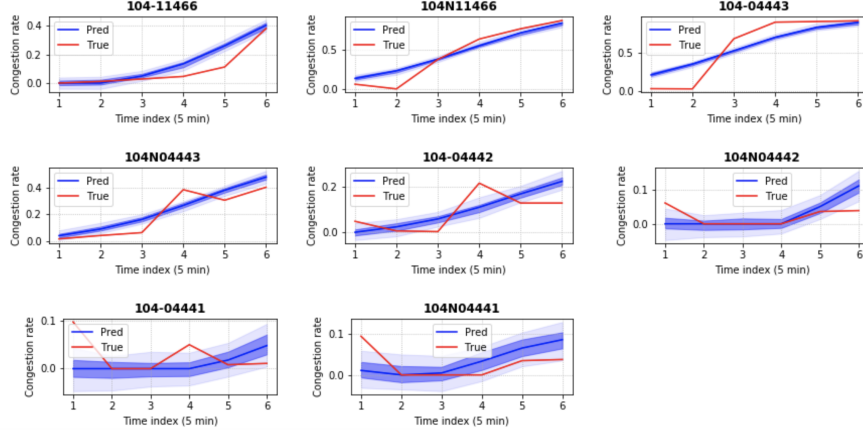 104-11466
104N11466
104-04443
Congestion rate
0.4
0.2
0.0
Pred
True
1 2 3 4 5 6
Time index (5 min)
Congestion rate
0.5
0.0
Pred
True
1 2 3 4 5 6
Time index (5 min)
Congestion rate
0.5
0.0
Pred
True
1 2 3 4 5 6
Time index (5 min)
104N04443
104-04442
104N04442
Congestion rate
0.4
0.2
0.0
Pred
True
1 2 3 4 5 6
Time index (5 min)
Congestion rate
0.2
0.0
Pred
True
1 2 3 4 5 6
Time index (5 min)
Congestion rate
0.1
0.0
Pred
True
1 2 3 4 5 6
Time index (5 min)
104-04441
104N04441
Congestion rate
0.1
0.0
Pred
True
1 2 3 4 5 6
Time index (5 min)
Congestion rate
0.1
0.0
Pred
True
1 2 3 4 5 6
Time index (5 min)